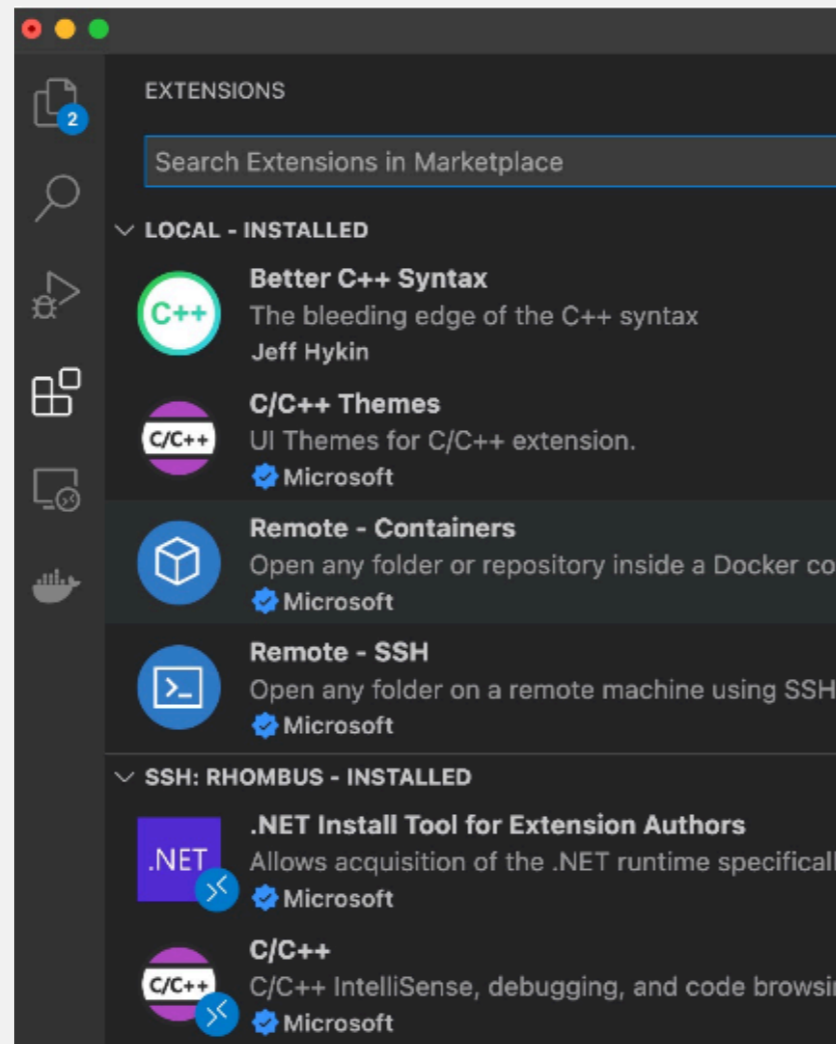 2
EXTENSIONS
Search Extensions in Marketplace
LOCAL - INSTALLED
C++
Better C++ Syntax
The bleeding edge of the C++ syntax
Jeff Hykin
C/C++
C/C++ Themes
UI Themes for C/C++ extension.
Microsoft
Remote - Containers
Open any folder or repository inside a Docker co
Microsoft
Remote - SSH
Open any folder on a remote machine using SSH
Microsoft
SSH: RHOMBUS - INSTALLED
.NET
.NET Install Tool for Extension Authors
Allows acquisition of the .NET runtime specificall
Microsoft
C/C++
C/C++
C/C++ IntelliSense, debugging, and code browsin
Microsoft